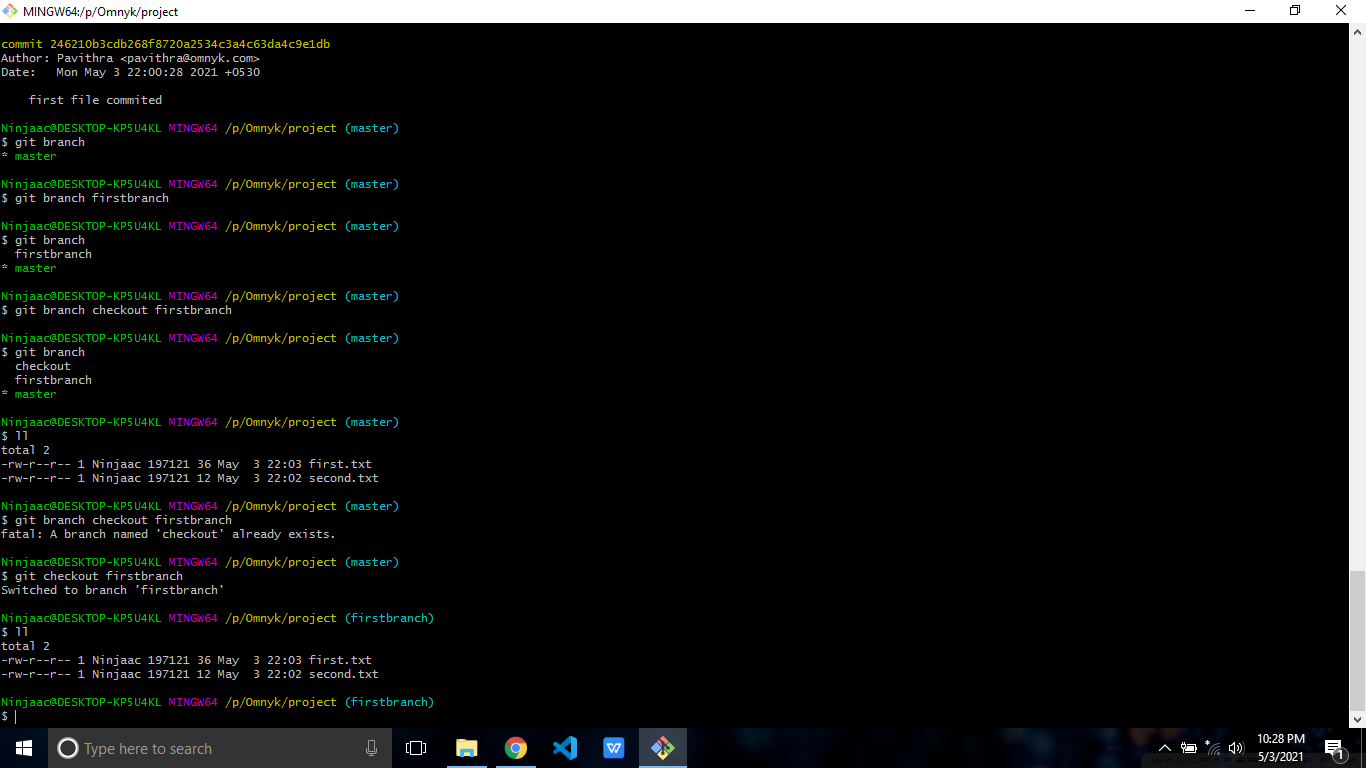 MINGW64:/p/Omnyk/project
commit 246210b3cdb268f8720a2534c3a4c63da4c9e1db
Author: Pavithra <pavithra@omnyk.com>
Date:   Mon May 3 22:00:28 2021 +0530
    first file commited
Ninjaac@DESKTOP-KP5U4KL MINGW64 /p/Omnyk/project (master)
$ git branch
* master
Ninjaac@DESKTOP-KP5U4KL MINGW64 /p/Omnyk/project (master)
$ git branch firstbranch
Ninjaac@DESKTOP-KP5U4KL MINGW64 /p/Omnyk/project (master)
$ git branch
  firstbranch
* master
Ninjaac@DESKTOP-KP5U4KL MINGW64 /p/Omnyk/project (master)
$ git branch checkout firstbranch
Ninjaac@DESKTOP-KP5U4KL MINGW64 /p/Omnyk/project (master)
$ git branch
  checkout
  firstbranch
* master
Ninjaac@DESKTOP-KP5U4KL MINGW64 /p/Omnyk/project (master)
$ ll
total 2
-rw-r--r-- 1 Ninjaac 197121 36 May  3 22:03 first.txt
-rw-r--r-- 1 Ninjaac 197121 12 May  3 22:02 second.txt
Ninjaac@DESKTOP-KP5U4KL MINGW64 /p/Omnyk/project (master)
$ git branch checkout firstbranch
fatal: A branch named 'checkout' already exists.
Ninjaac@DESKTOP-KP5U4KL MINGW64 /p/Omnyk/project (master)
$ git checkout firstbranch
Switched to branch 'firstbranch'
Ninjaac@DESKTOP-KP5U4KL MINGW64 /p/Omnyk/project (firstbranch)
$ ll
total 2
-rw-r--r-- 1 Ninjaac 197121 36 May  3 22:03 first.txt
-rw-r--r-- 1 Ninjaac 197121 12 May  3 22:02 second.txt
Ninjaac@DESKTOP-KP5U4KL MINGW64 /p/Omnyk/project (firstbranch)
$
Type here to search
10:28 PM
5/3/2021
1